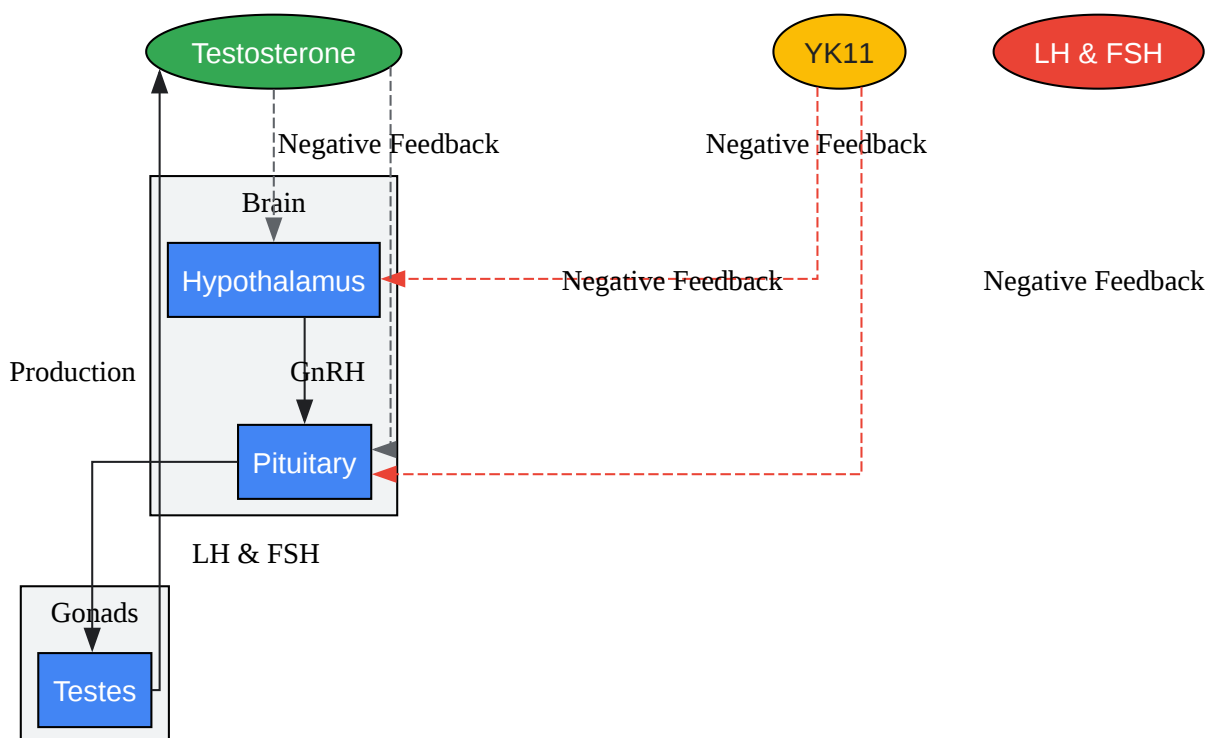 Testosterone
YK11
LH & FSH
Negative Feedback
Negative Feedback
Brain
Hypothalamus
Negative Feedback
Negative Feedback
Production
GnRH
Pituitary
LH & FSH
Gonads
Testes